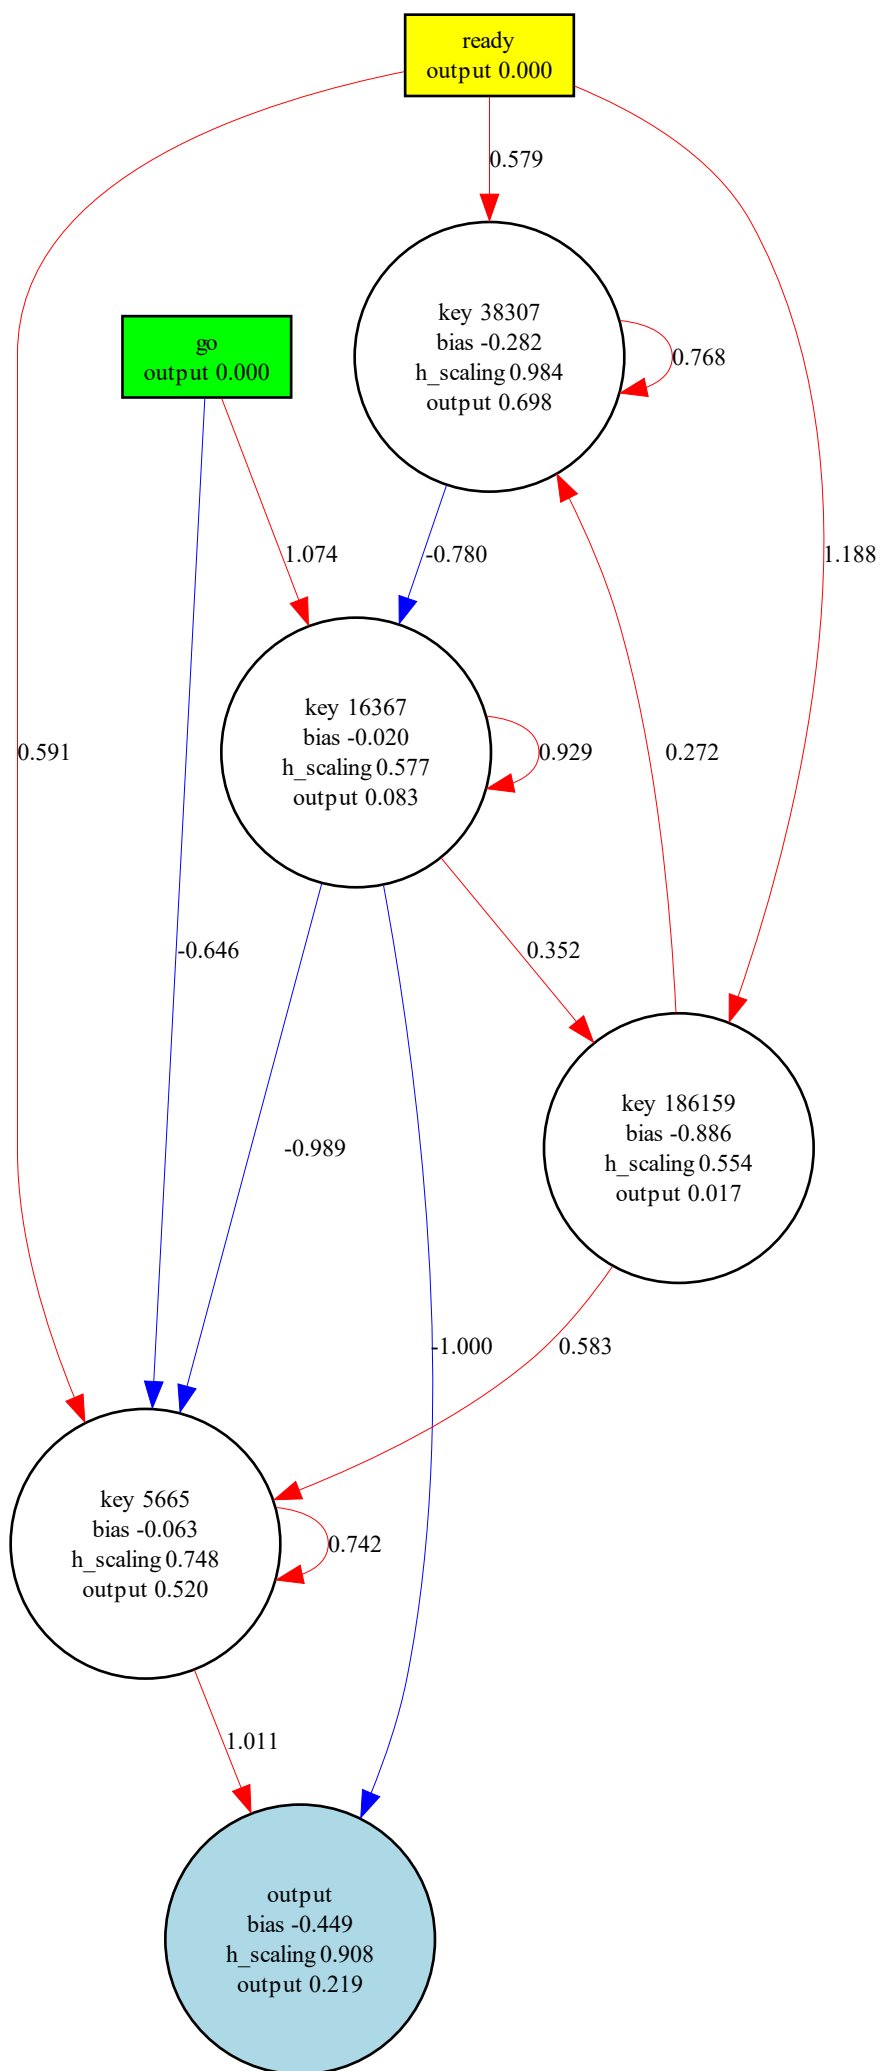 ready
output 0.000
0.579
key 38307
bias -0.282
h_scaling 0.984
output 0.698
0.768
go
output 0.000
1.074
-0.780
1.188
key 16367
bias -0.020
h_scaling 0.577
output 0.083
0.591
0.929
0.272
-0.646
0.352
key 186159
bias -0.886
h_scaling 0.554
output 0.017
-0.989
-1.000
0.583
key 5665
bias -0.063
h_scaling 0.748
output 0.520
0.742
1.011
output
bias -0.449
h_scaling 0.908
output 0.219